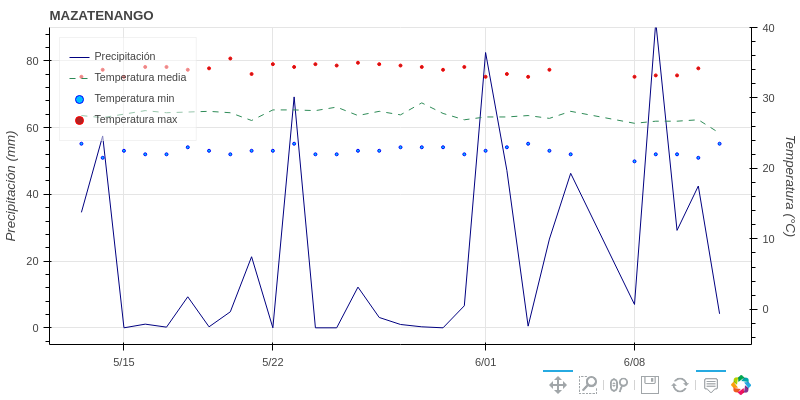 MAZATENANGO
Precipitación
Temperatura media
Temperatura min
Temperatura max
Precipitación (mm)
80
60
40
20
0
40
30
20
10
0
Temperatura (°C)
5/15
5/22
6/01
6/08